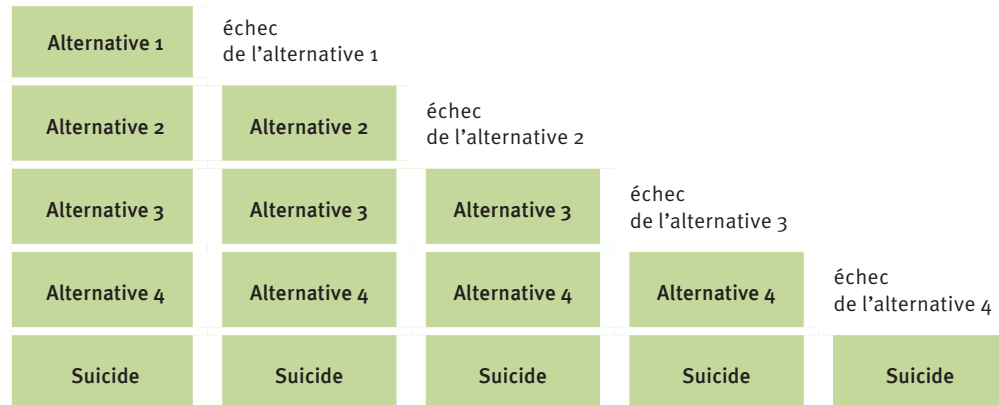 Alternative 1
échec
de l’alternative 1
Alternative 2
Alternative 2
échec
de l’alternative 2
Alternative 3
Alternative 3
Alternative 3
échec
de l’alternative 3
Alternative 4
Alternative 4
Alternative 4
Alternative 4
échec
de l’alternative 4
Suicide
Suicide
Suicide
Suicide
Suicide